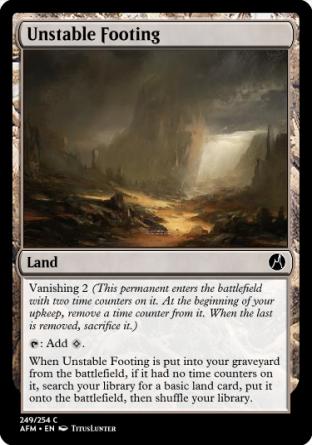 Unstable Footing
Land
Vanishing 2 (This permanent enters the battlefield
with two time counters on it. At the beginning of your
upkeep, remove a time counter from it. When the last
is removed, sacrifice it.)
: Add .
When Unstable Footing is put into your graveyard
from the battlefield, if it had no time counters on
it, search your library for a basic land card, put it
onto the battlefield, then shuffle your library.
249/254 C
AFM • EN TitusLunter